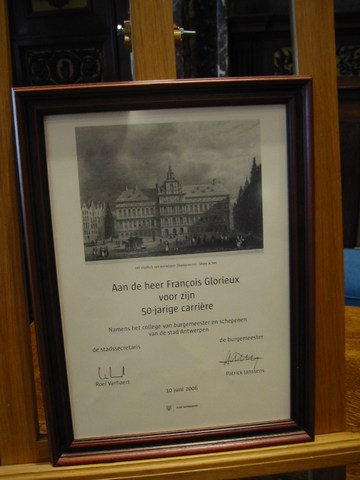 Aan de heer François Glorieux
voor zijn
50-jarige carrière
Namens het college van burgemeester en schepenen
van de stad Antwerpen
de stadssecretaris
de burgemeester
Roel Verhaert
Patrick Janssens
10 juni 2005